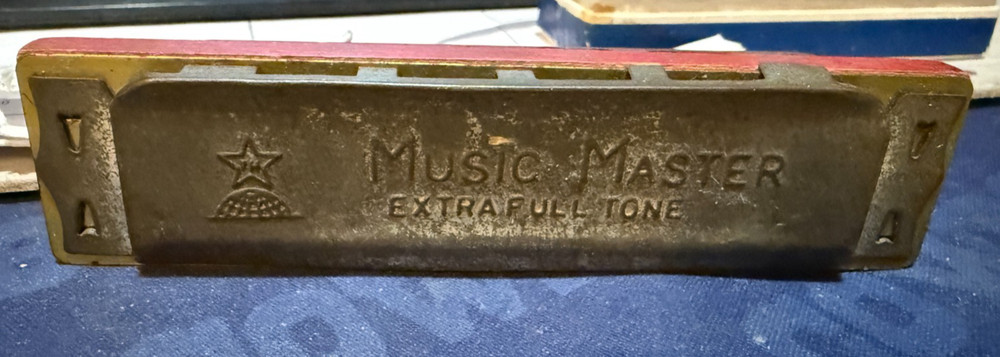 MUSIC MASTER
EXTRA FULL TONE